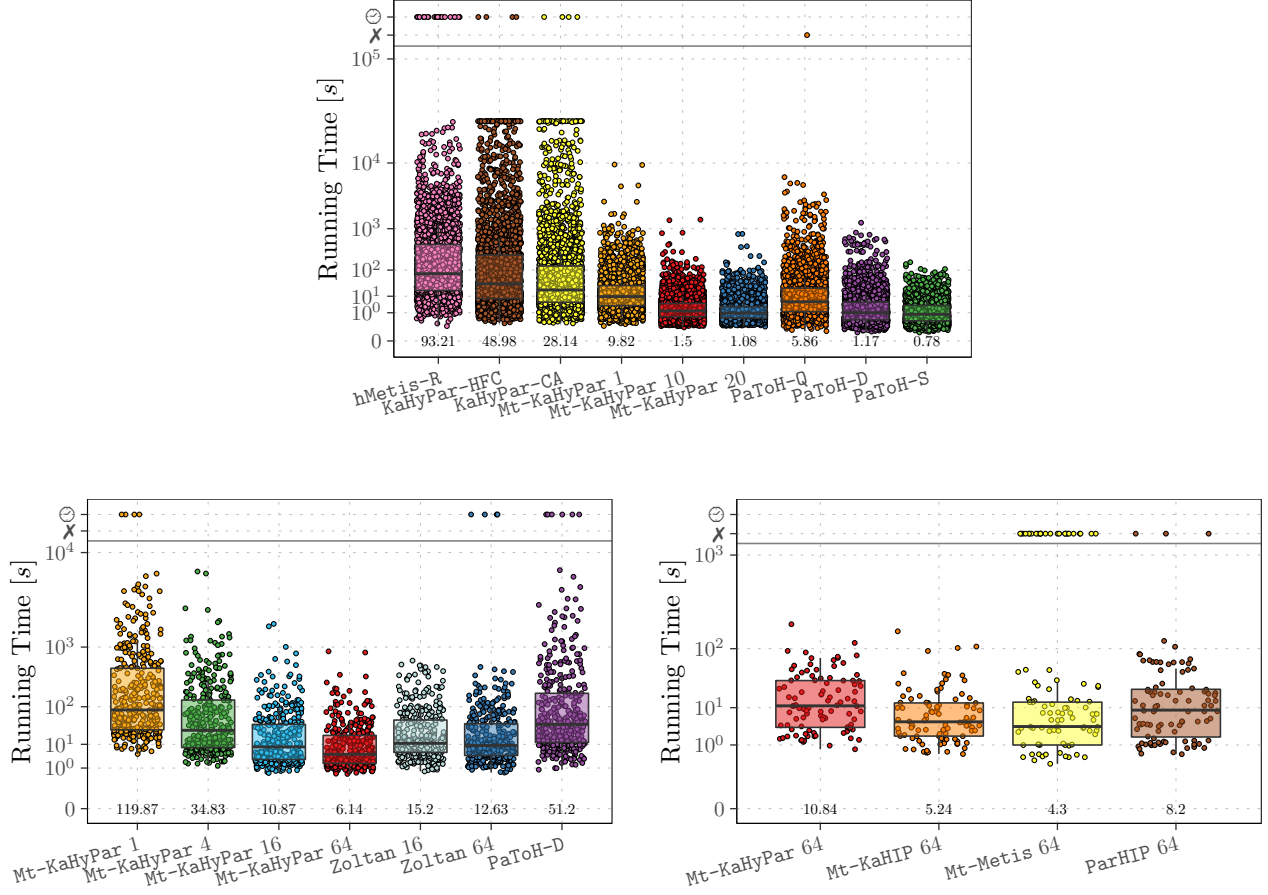 ✗
10^5
10^4
10^3
10^2
10^1
10^0
0
Running Time [s]
93.21 48.98 28.14 9.82 1.5 1.08 5.86 1.17 0.78
hMetis-R KaHyPar-HFC KaHyPar-CA Mt-KaHyPar 1 Mt-KaHyPar 10 Mt-KaHyPar 20 PaToH-Q PaToH-D PaToH-S
✗
10^4
10^3
10^2
10^1
10^0
0
Running Time [s]
119.87 34.83 10.87 6.14 15.2 12.63 51.2
Mt-KaHyPar 1 Mt-KaHyPar 4 Mt-KaHyPar 16 Mt-KaHyPar 64 Zoltan 16 Zoltan 64 PaToH-D
✗
10^3
10^2
10^1
10^0
0
Running Time [s]
10.84 5.24 4.3 8.2
Mt-KaHyPar 64 Mt-KaHIP 64 Mt-Metis 64 ParHIP 64